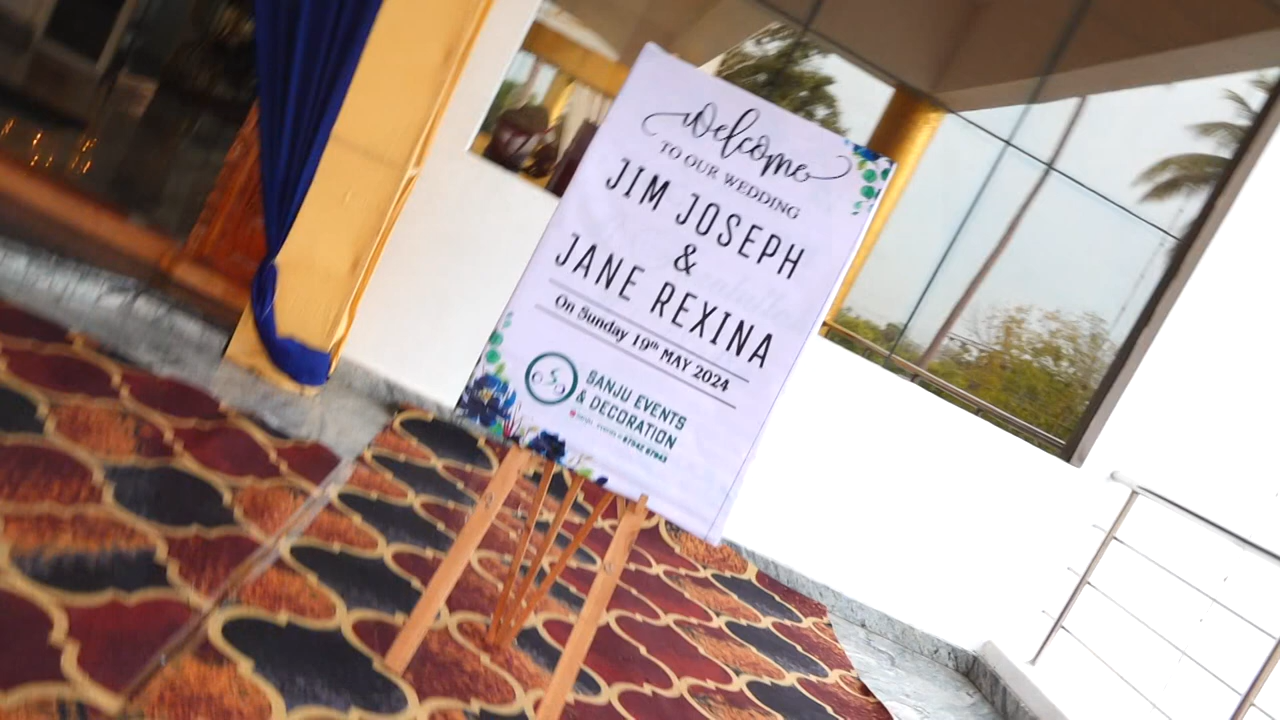 welcome
TO OUR WEDDING
JIM JOSEPH
&
JANE REXINA
On Sunday 19th MAY 2024
S
SANJU EVENTS
& DECORATION